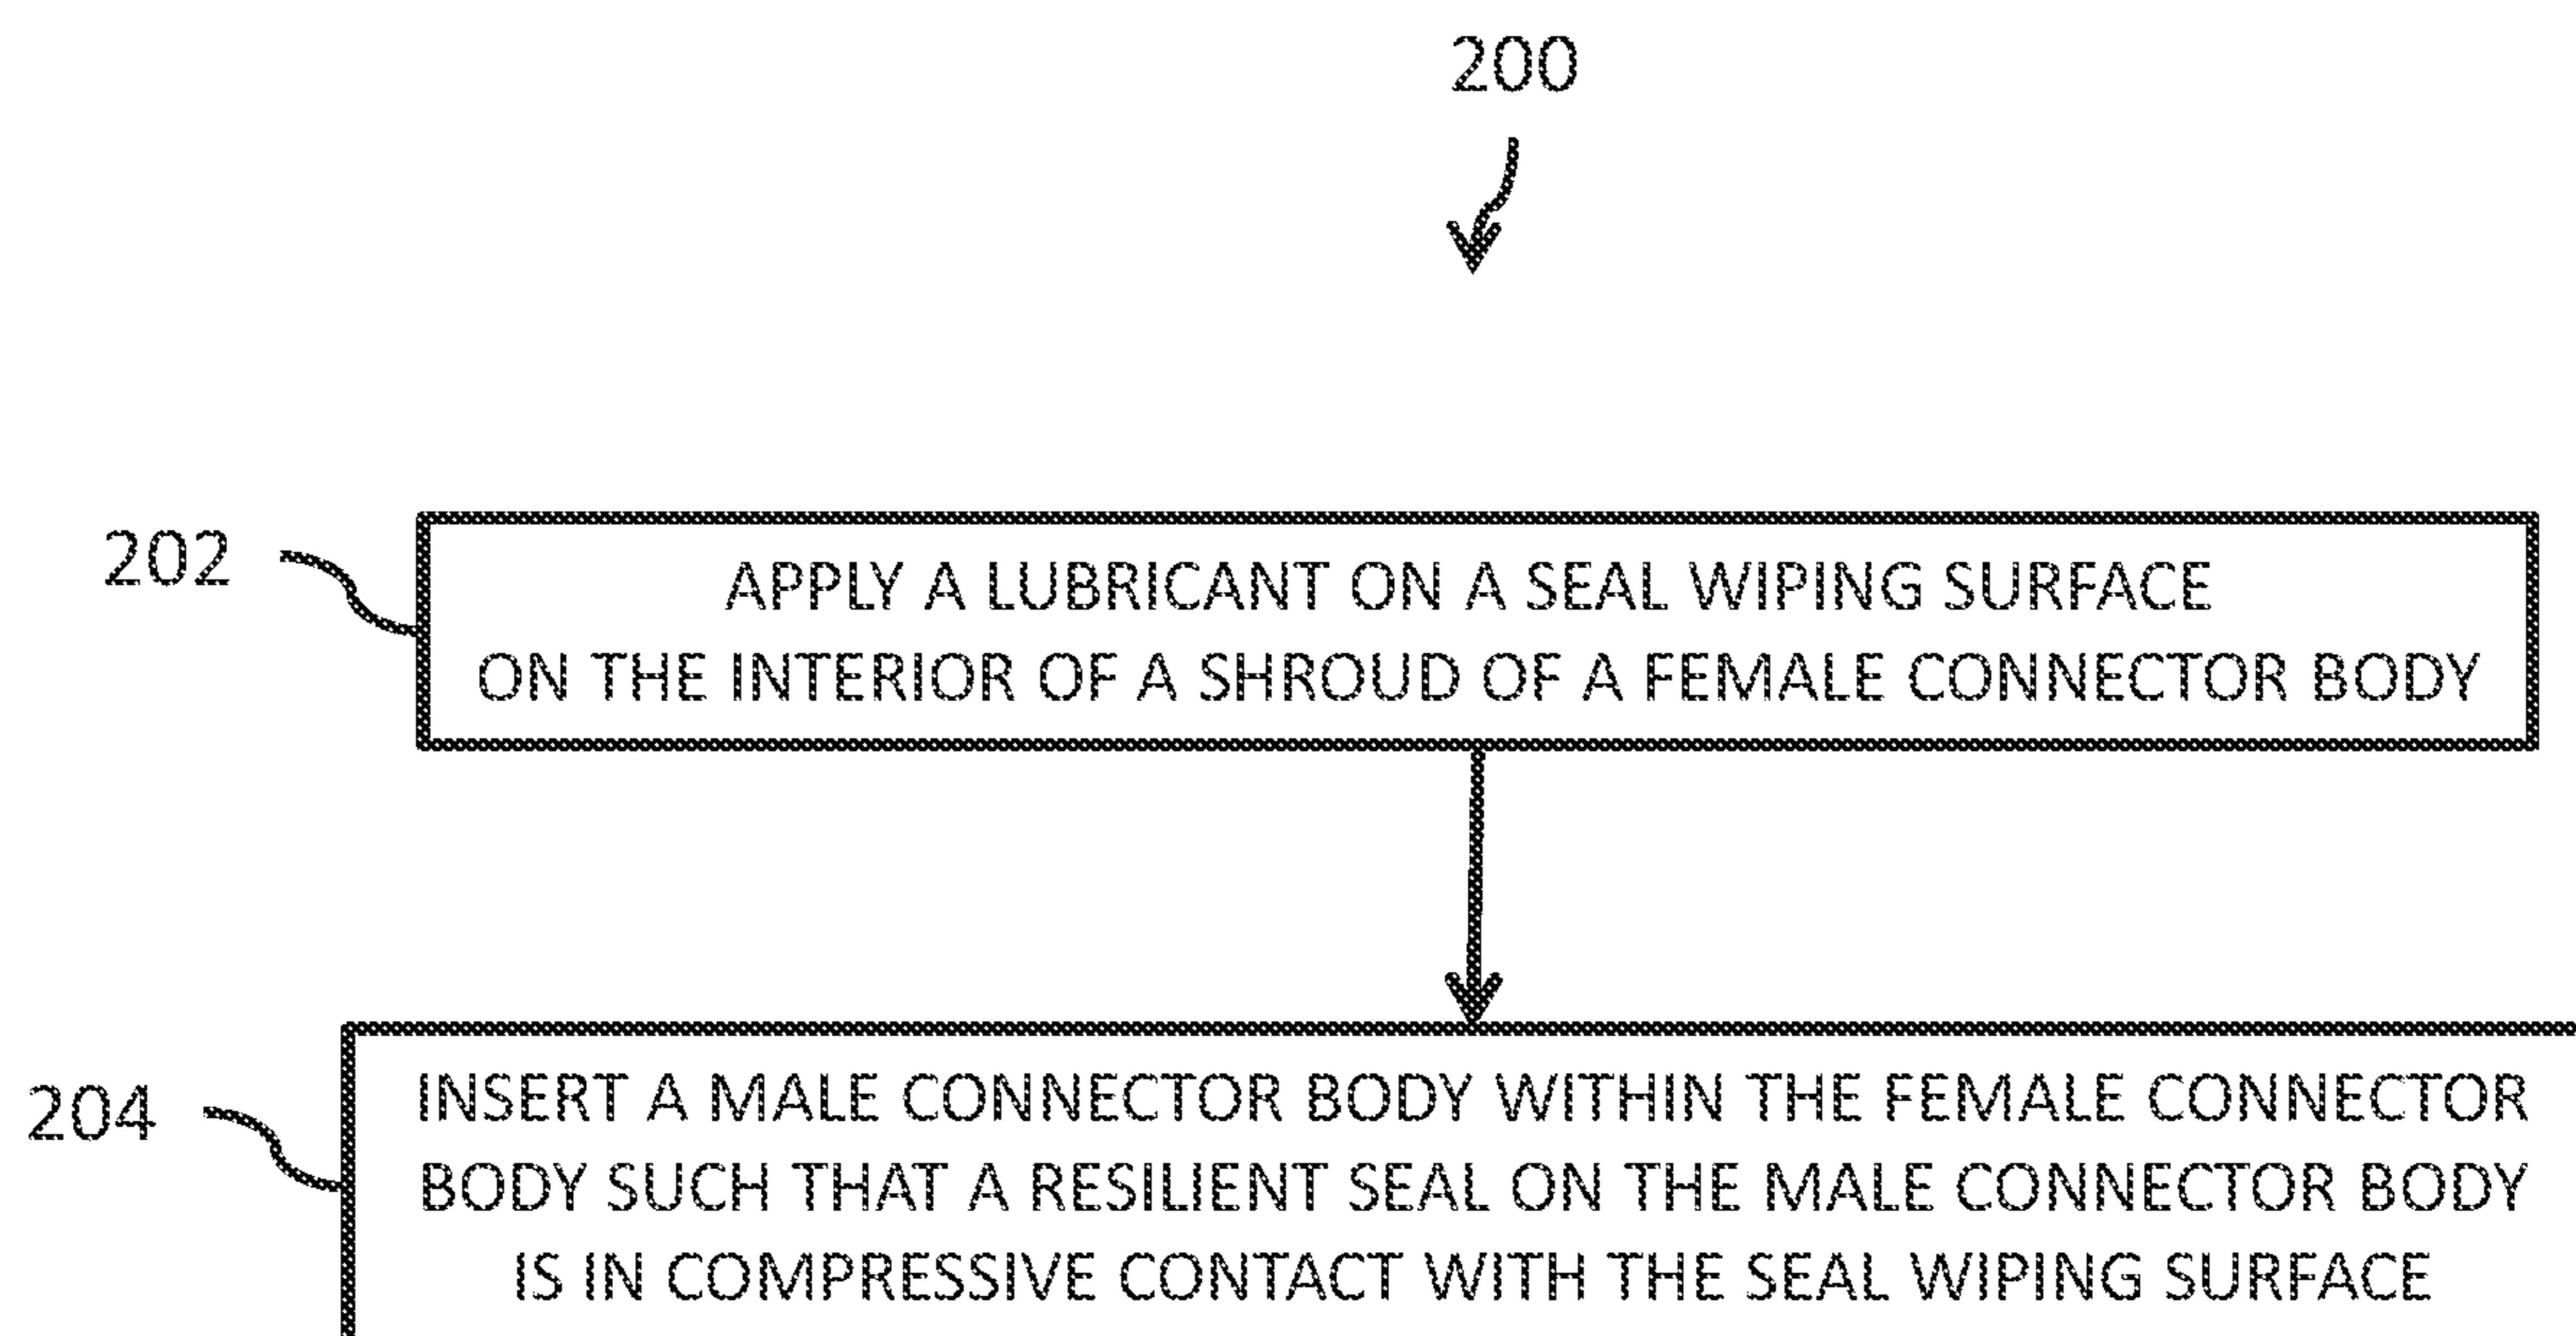 200
202
APPLY A LUBRICANT ON A SEAL WIPING SURFACE
ON THE INTERIOR OF A SHROUD OF A FEMALE CONNECTOR BODY
204
INSERT A MALE CONNECTOR BODY WITHIN THE FEMALE CONNECTOR
BODY SUCH THAT A RESILIENT SEAL ON THE MALE CONNECTOR BODY
IS IN COMPRESSIVE CONTACT WITH THE SEAL WIPING SURFACE